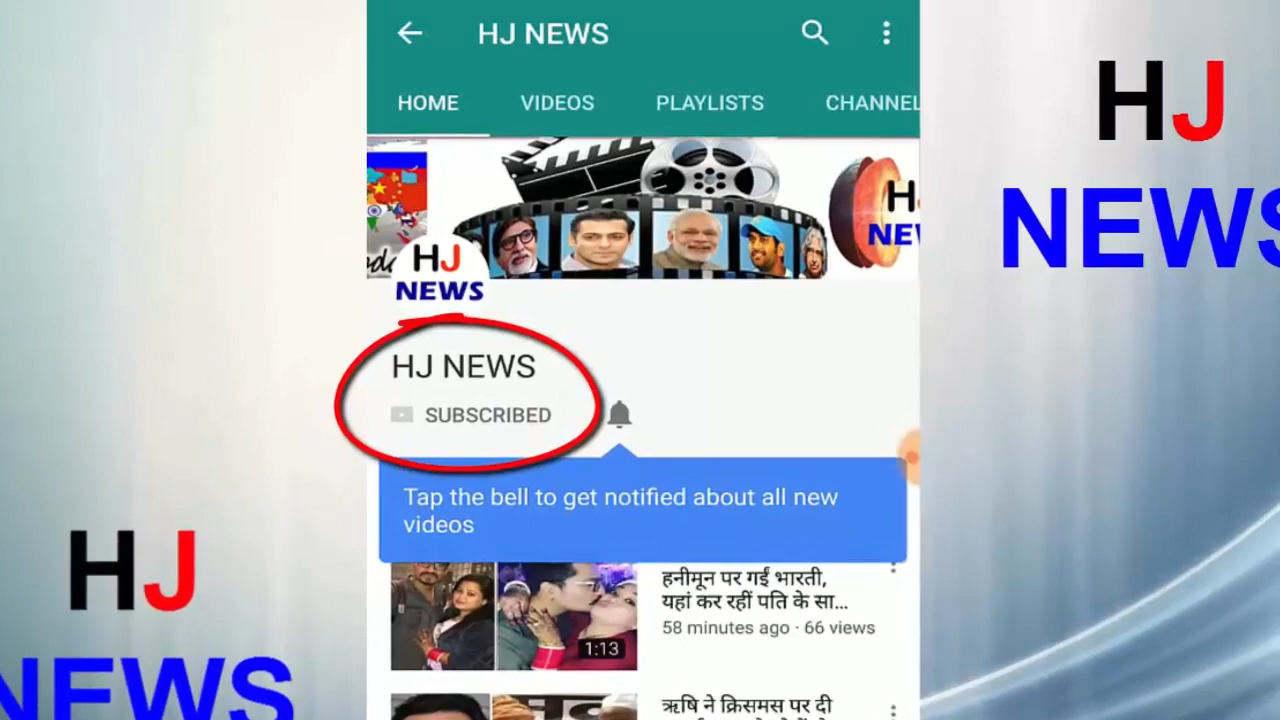 HJ NEWS
HOME VIDEOS PLAYLISTS CHANNEL
HJ
NEWS
HJ
NEWS
HJ NEWS
SUBSCRIBED
Tap the bell to get notified about all new
videos
हनीमून पर गईं भारती,
यहां कर रहीं पति के सा...
58 minutes ago · 66 views
1:13
ऋषि ने क्रिसमस पर दी
HJ
NEWS